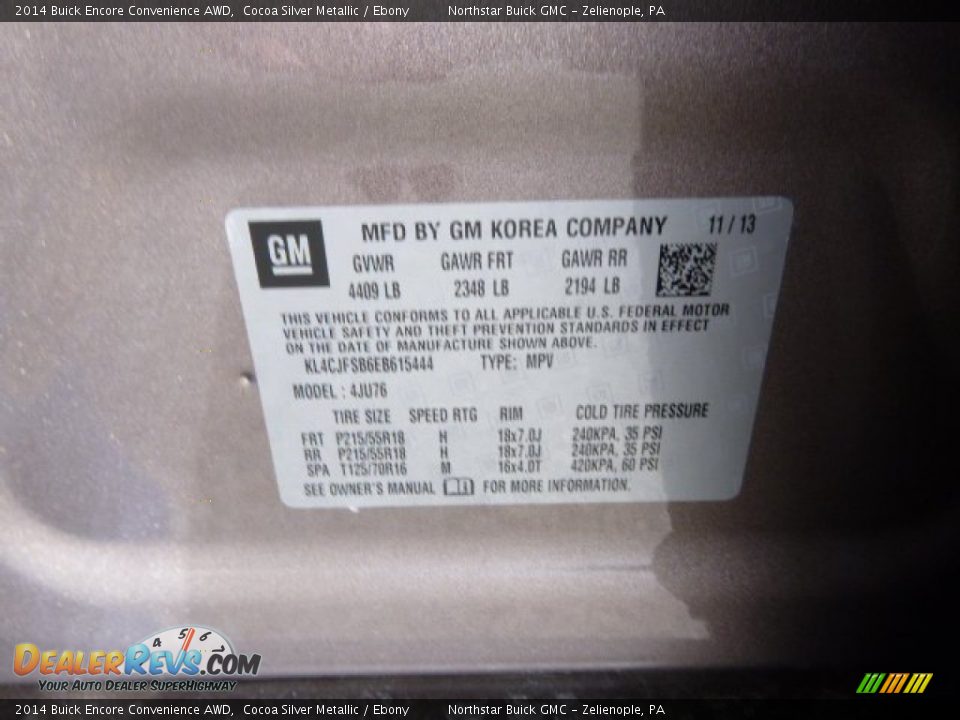 2014 Buick Encore Convenience AWD, Cocoa Silver Metallic / Ebony Northstar Buick GMC - Zelienople, PA
GM
MFD BY GM KOREA COMPANY 11 / 13
GVWR GAWR FRT GAWR RR
4409 LB 2348 LB 2194 LB
THIS VEHICLE CONFORMS TO ALL APPLICABLE U.S. FEDERAL MOTOR
VEHICLE SAFETY AND THEFT PREVENTION STANDARDS IN EFFECT
ON THE DATE OF MANUFACTURE SHOWN ABOVE.
KL4CJFSB6EB615444 TYPE: MPV
MODEL : 4JU76
TIRE SIZE SPEED RTG RIM COLD TIRE PRESSURE
FRT P215/55R18 H 18x7.0J 240KPA, 35 PSI
RR P215/55R18 H 18x7.0J 240KPA, 35 PSI
SPA T125/70R16 M 16x4.0T 420KPA, 60 PSI
SEE OWNER'S MANUAL FOR MORE INFORMATION.
4 5 6
DealerRevs.com
Your Auto Dealer SuperHighway
2014 Buick Encore Convenience AWD, Cocoa Silver Metallic / Ebony Northstar Buick GMC - Zelienople, PA